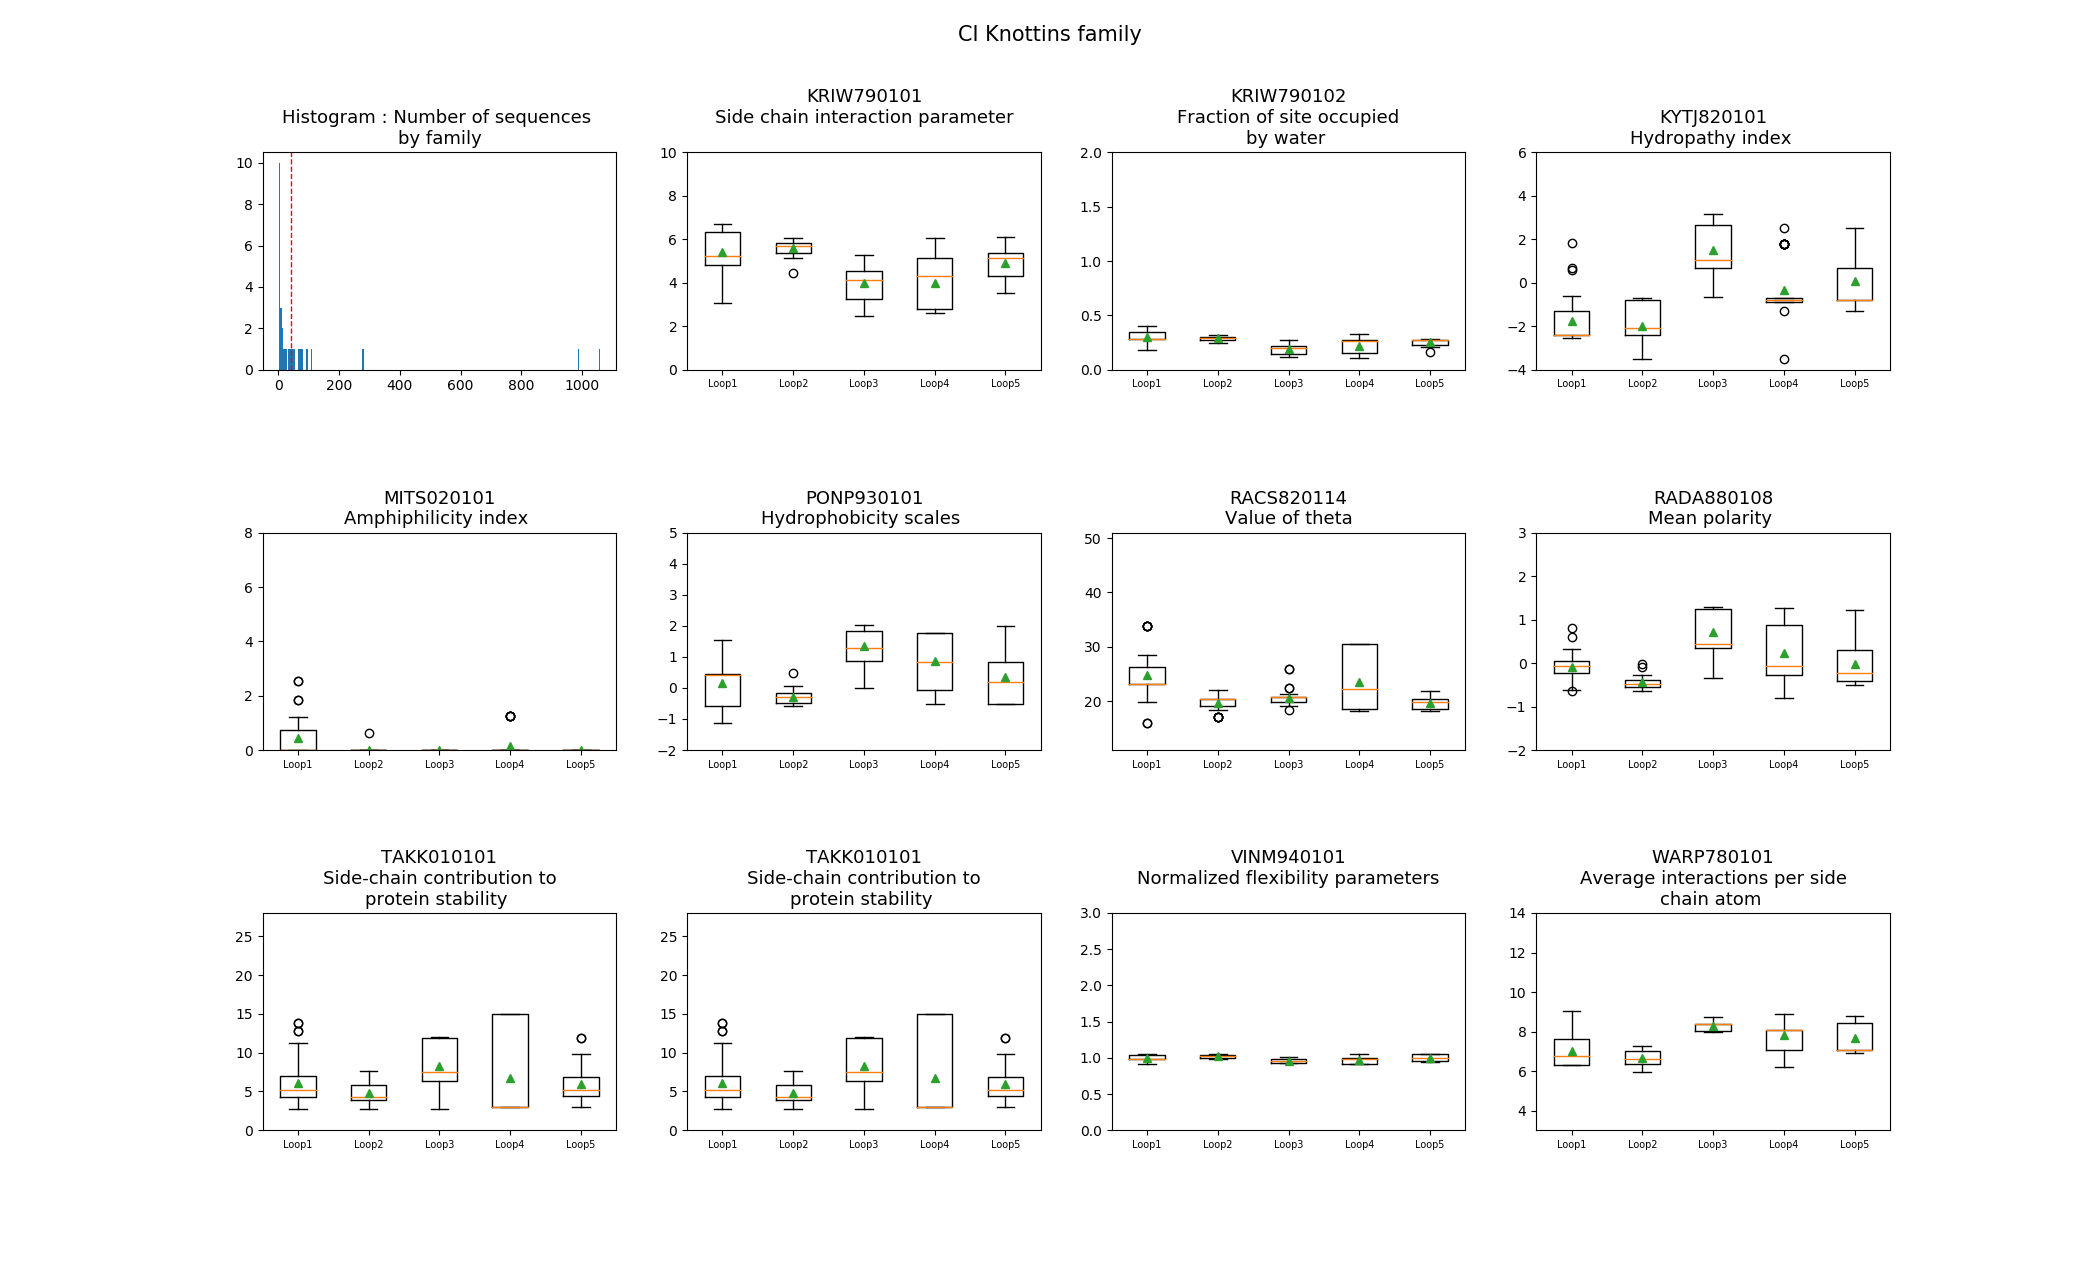 CI Knottins family
Histogram : Number of sequences
by family
10
8
6
4
2
0
0 200 400 600 800 1000
KRIW790101
Side chain interaction parameter
10
8
6
4
2
0
Loop1 Loop2 Loop3 Loop4 Loop5
KRIW790102
Fraction of site occupied
by water
2.0
1.5
1.0
0.5
0.0
Loop1 Loop2 Loop3 Loop4 Loop5
KYTJ820101
Hydropathy index
6
4
2
0
−2
−4
Loop1 Loop2 Loop3 Loop4 Loop5
MITS020101
Amphiphilicity index
8
6
4
2
0
Loop1 Loop2 Loop3 Loop4 Loop5
PONP930101
Hydrophobicity scales
5
4
3
2
1
0
−1
−2
Loop1 Loop2 Loop3 Loop4 Loop5
RACS820114
Value of theta
50
40
30
20
Loop1 Loop2 Loop3 Loop4 Loop5
RADA880108
Mean polarity
3
2
1
0
−1
−2
Loop1 Loop2 Loop3 Loop4 Loop5
TAKK010101
Side-chain contribution to
protein stability
25
20
15
10
5
0
Loop1 Loop2 Loop3 Loop4 Loop5
TAKK010101
Side-chain contribution to
protein stability
25
20
15
10
5
0
Loop1 Loop2 Loop3 Loop4 Loop5
VINM940101
Normalized flexibility parameters
3.0
2.5
2.0
1.5
1.0
0.5
0.0
Loop1 Loop2 Loop3 Loop4 Loop5
WARP780101
Average interactions per side
chain atom
14
12
10
8
6
4
Loop1 Loop2 Loop3 Loop4 Loop5